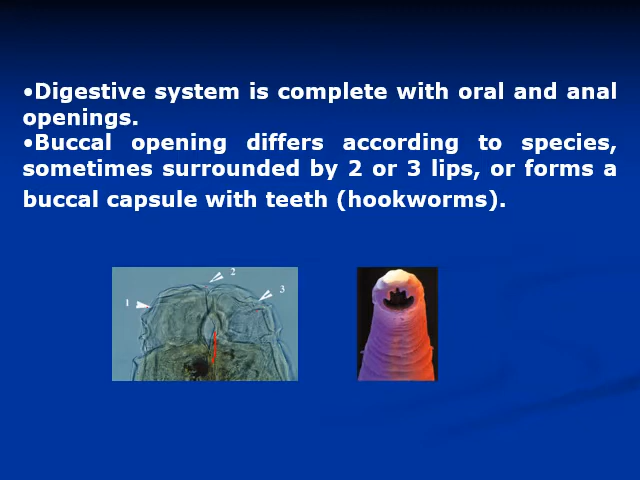 •Digestive system is complete with oral and anal
openings.
•Buccal opening differs according to species,
sometimes surrounded by 2 or 3 lips, or forms a
buccal capsule with teeth (hookworms).
2
1
3